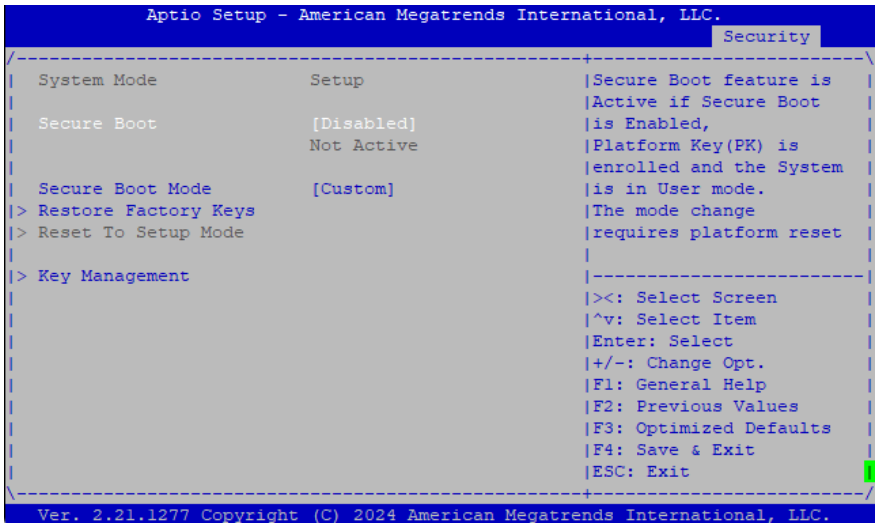 Aptio Setup - American Megatrends International, LLC.
Security
/----------------------------------------------------+-------------------------\
| System Mode Setup |Secure Boot feature is |
| |Active if Secure Boot |
| Secure Boot [Disabled] |is Enabled, |
| Not Active |Platform Key(PK) is |
| |enrolled and the System |
| Secure Boot Mode [Custom] |is in User mode. |
|> Restore Factory Keys |The mode change |
|> Reset To Setup Mode |requires platform reset |
| | |
|> Key Management |-------------------------|
| |><: Select Screen |
| |^v: Select Item |
| |Enter: Select |
| |+/-: Change Opt. |
| |F1: General Help |
| |F2: Previous Values |
| |F3: Optimized Defaults |
| |F4: Save & Exit |
| |ESC: Exit |
\----------------------------------------------------+-------------------------/
Ver. 2.21.1277 Copyright (C) 2024 American Megatrends International, LLC.